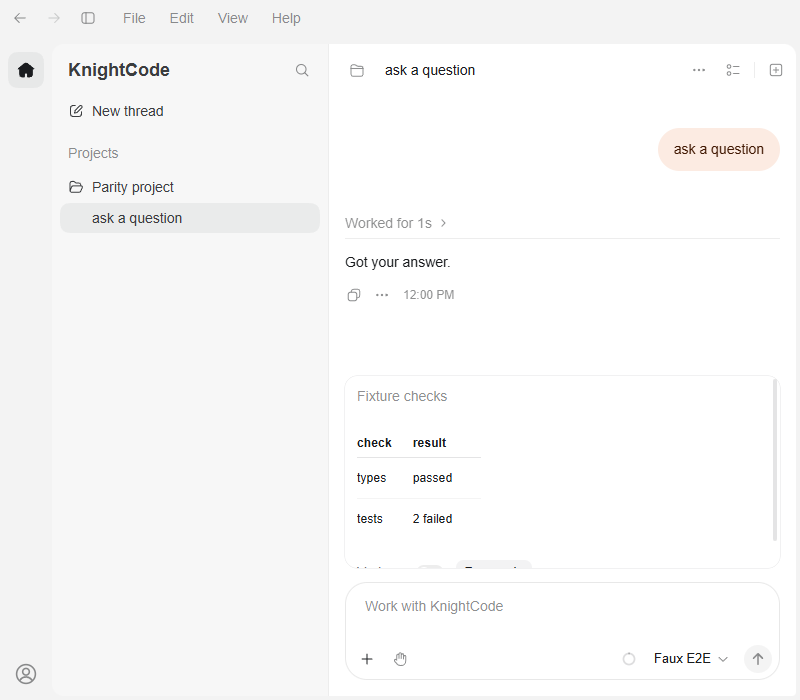 File Edit View Help
KnightCode
New thread
Projects
Parity project
ask a question
ask a question
ask a question
Worked for 1s
Got your answer.
12:00 PM
Fixture checks
check result
types passed
tests 2 failed
Work with KnightCode
Faux E2E